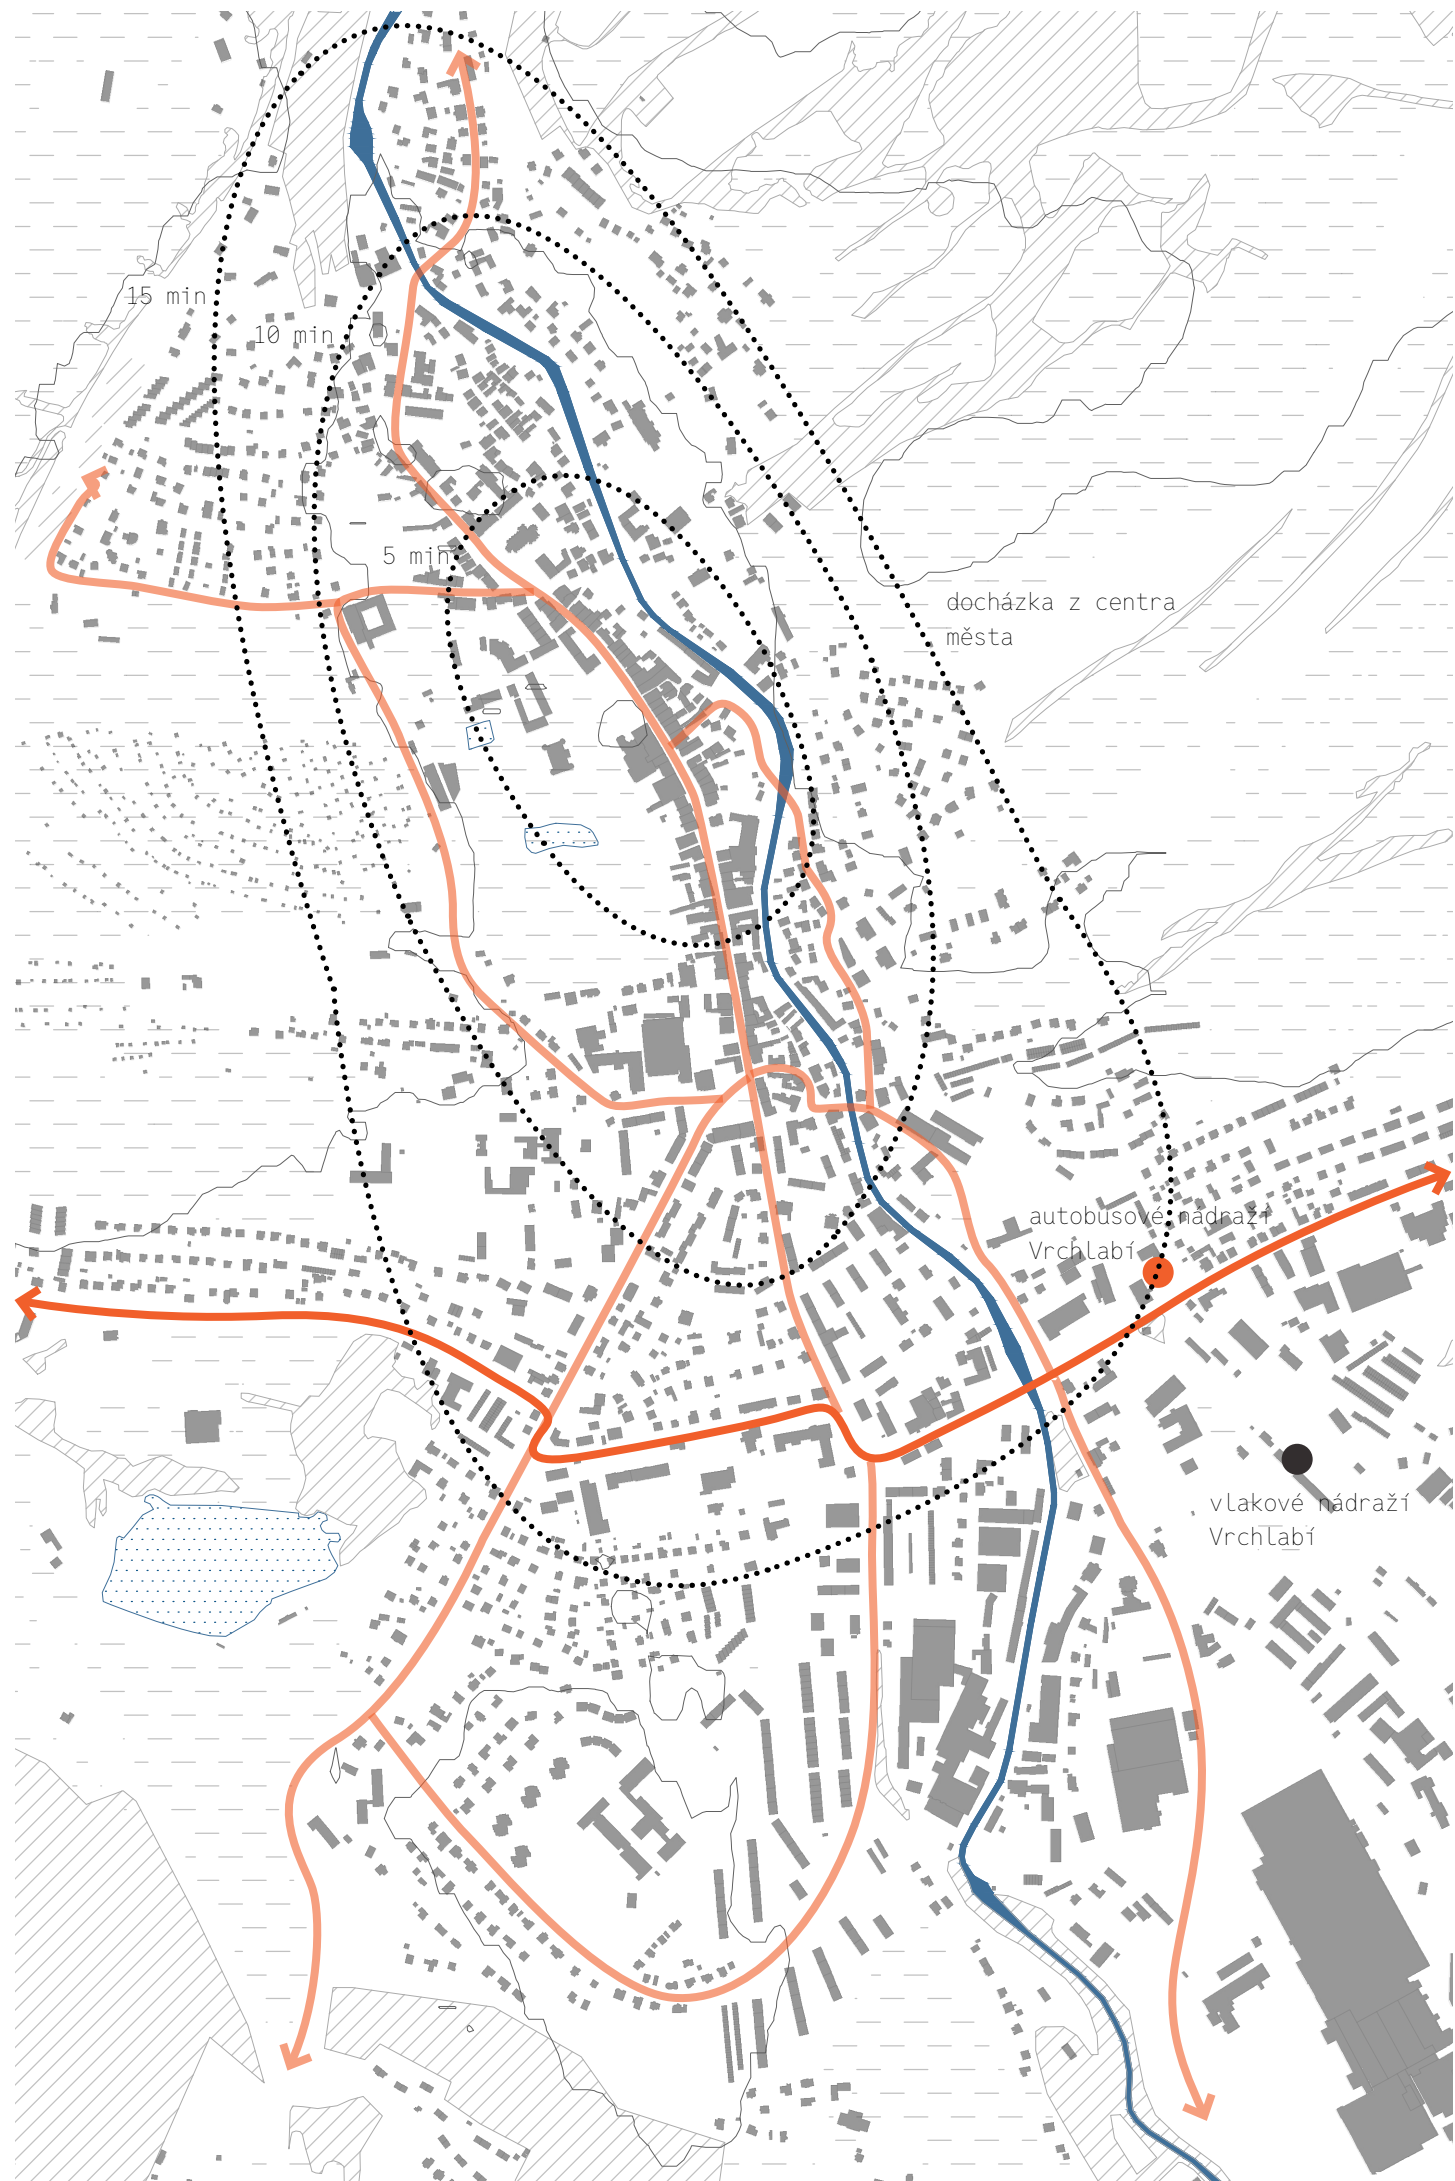 15 min
10 min
5 min
docházka z centra
města
autobusové nádraží
Vrchlabí
vlakové nádraží
Vrchlabí